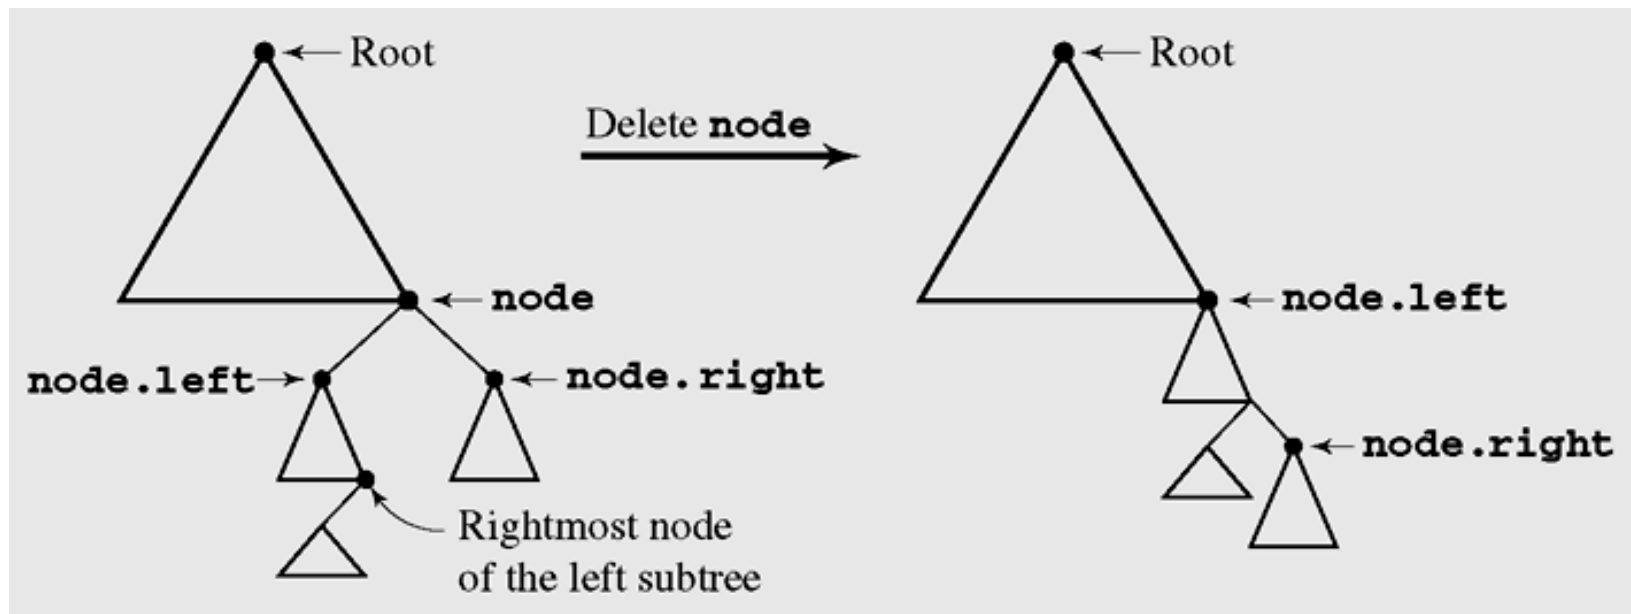 Root
Delete node
node
node.left
node.right
Rightmost node
of the left subtree
Root
node.left
node.right